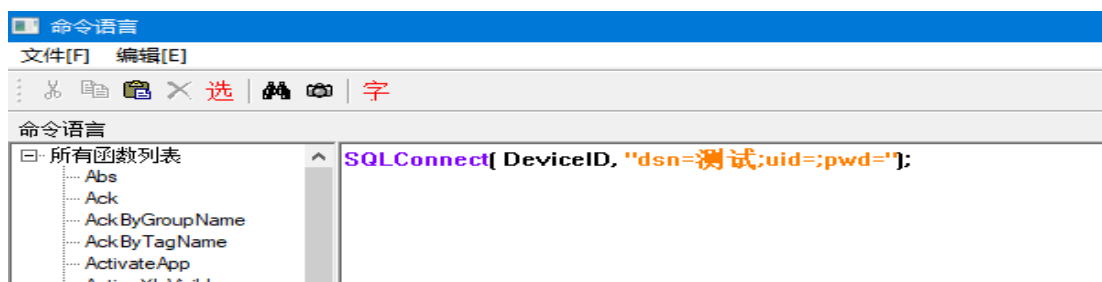 命令语言
文件[F] 编辑[E]
选 字
命令语言
所有函数列表
Abs
Ack
AckByGroupName
AckByTagName
ActivateApp
SQLConnect( DeviceID, "dsn=测试;uid=;pwd=");